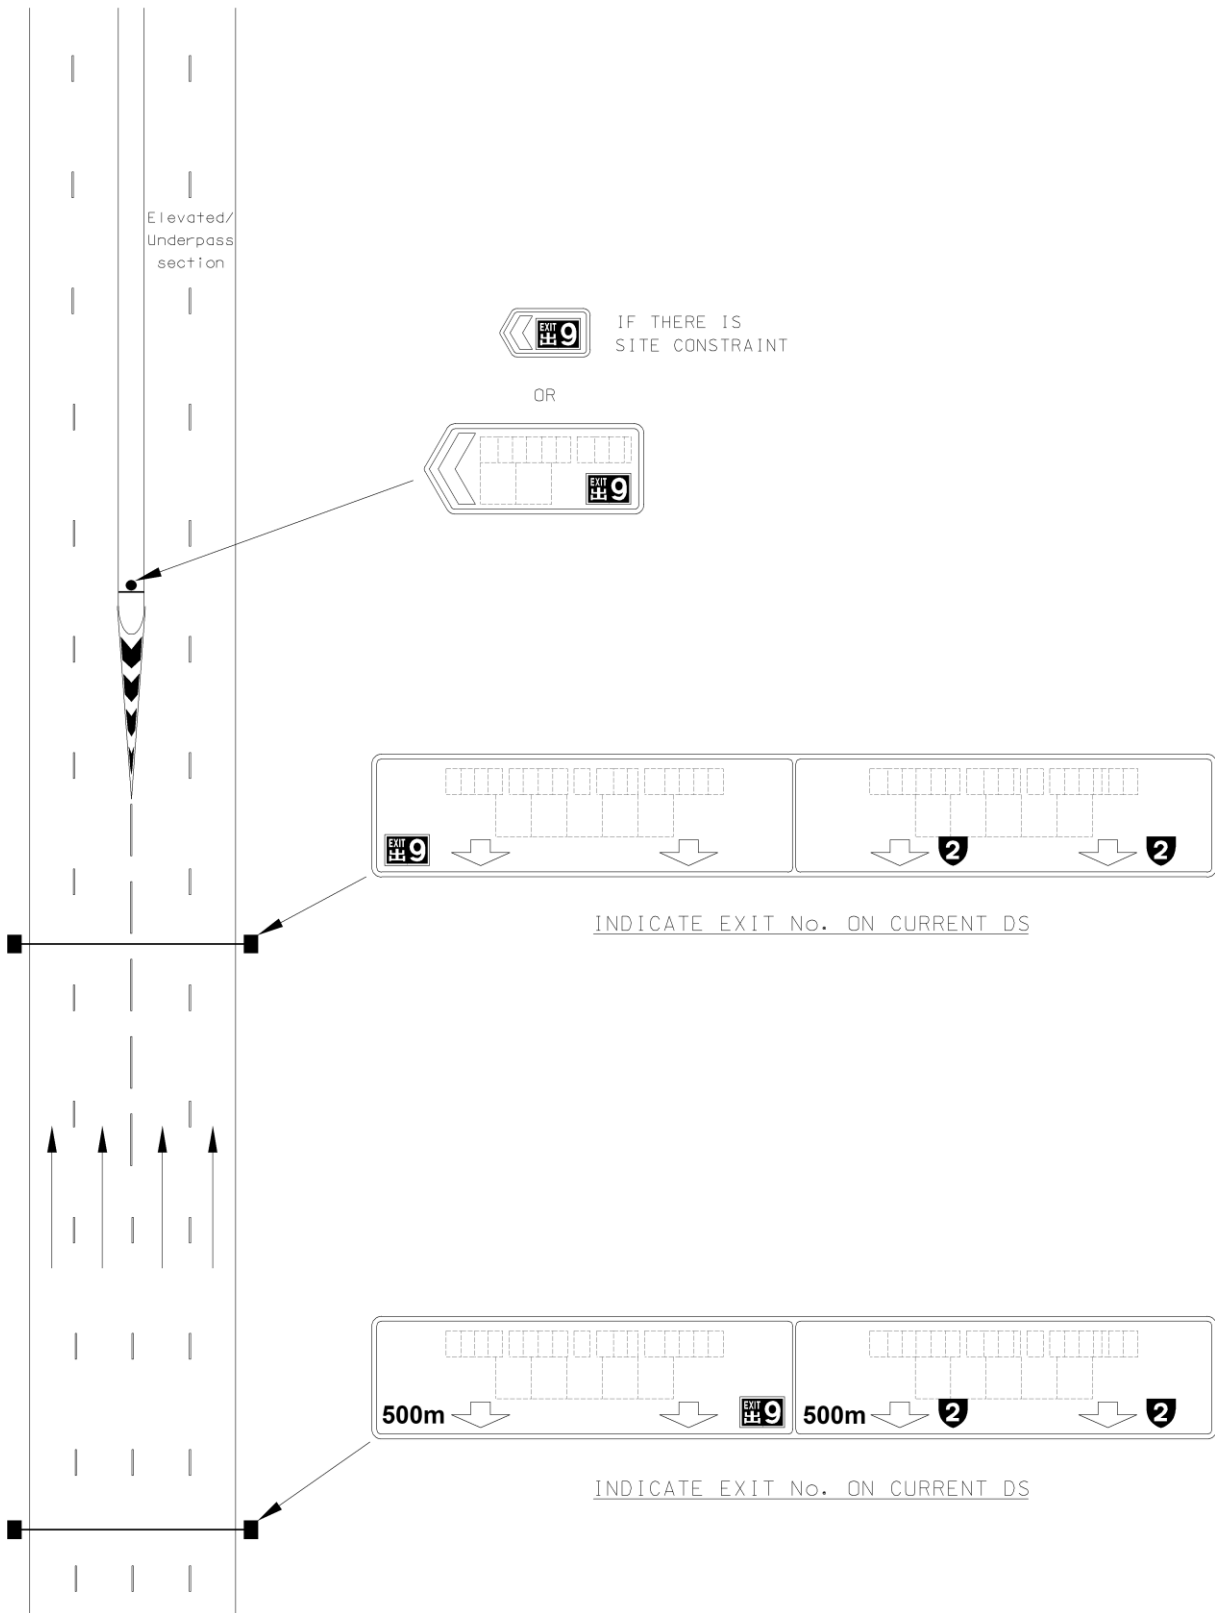 Elevated/
Underpass
section
EXIT
出 9
IF THERE IS
SITE CONSTRAINT
OR
EXIT
出 9
EXIT
出 9
2
2
INDICATE EXIT No. ON CURRENT DS
500m
EXIT
出 9
500m
2
2
INDICATE EXIT No. ON CURRENT DS